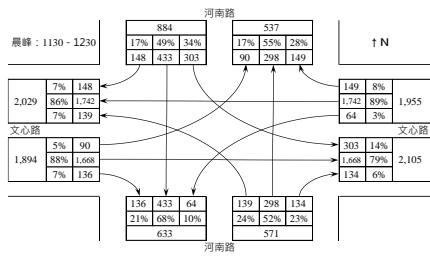 河南路
晨峰：1130 - 1230
884
17% 49% 34%
148 433 303
537
17% 55% 28%
90 298 149
↑N
2,029
7% 148
86% 1,742
7% 139
149 8%
1,742 89%
64 3%
1,955
文心路
文心路
1,894
5% 90
88% 1,668
7% 136
303 14%
1,668 79%
134 6%
2,105
136 433 64
21% 68% 10%
633
139 298 134
24% 52% 23%
571
河南路